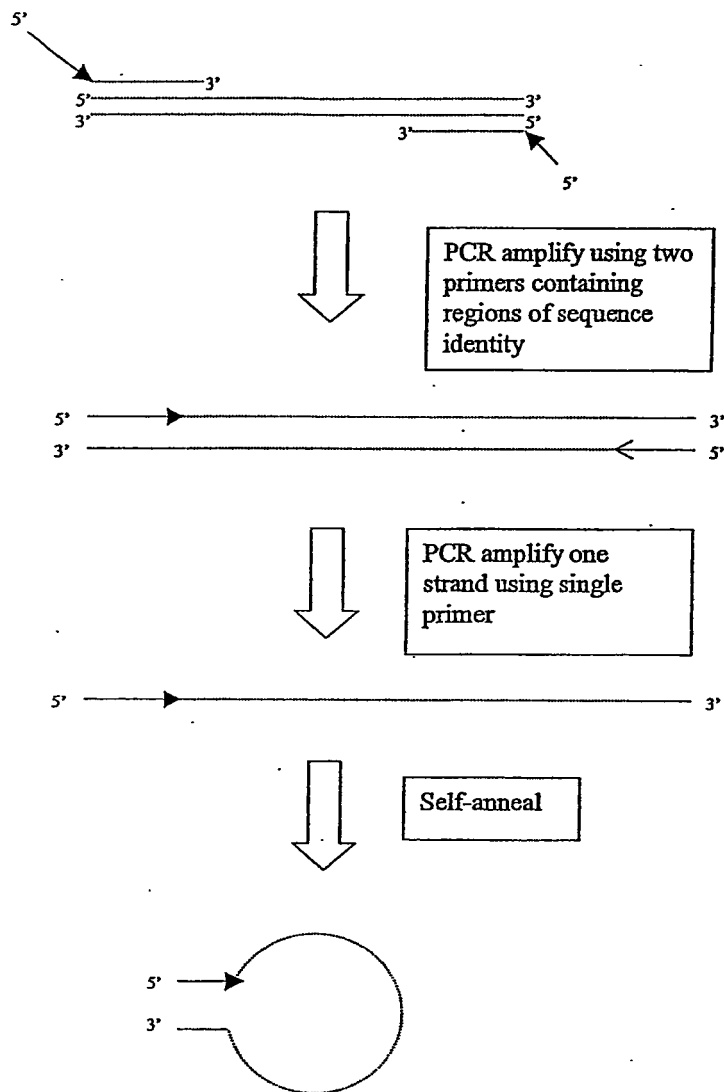 5’
3’
5’ 3’
3’ 5’
3’
5’
PCR amplify using two
primers containing
regions of sequence
identity
5’ 3’
3’ 5’
PCR amplify one
strand using single
primer
5’ 3’
Self-anneal
5’
3’